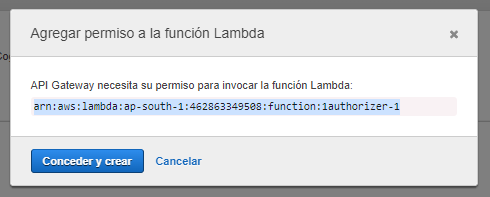 Agregar permiso a la función Lambda
API Gateway necesita su permiso para invocar la función Lambda:
arn:aws:lambda:ap-south-1:462863349508:function:1authorizer-1
Conceder y crear
Cancelar